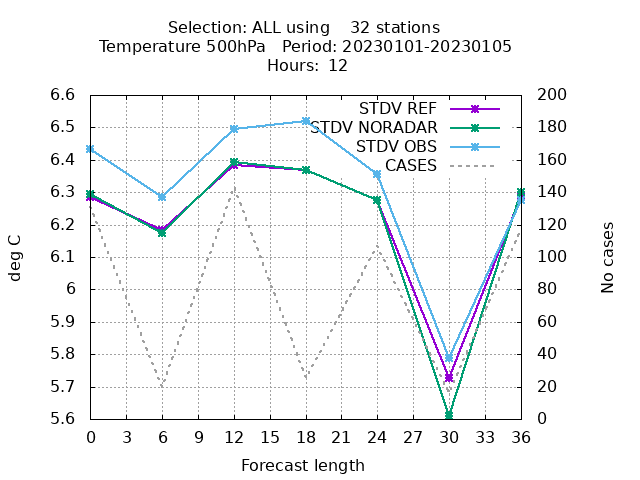 Selection: ALL using    32 stations
Temperature 500hPa   Period: 20230101-20230105
Hours:  12
STDV REF
STDV NORADAR
STDV OBS
CASES
6.6
6.5
6.4
6.3
6.2
6.1
6
5.9
5.8
5.7
5.6
deg C
200
180
160
140
120
100
80
60
40
20
0
No cases
0 3 6 9 12 15 18 21 24 27 30 33 36
Forecast length